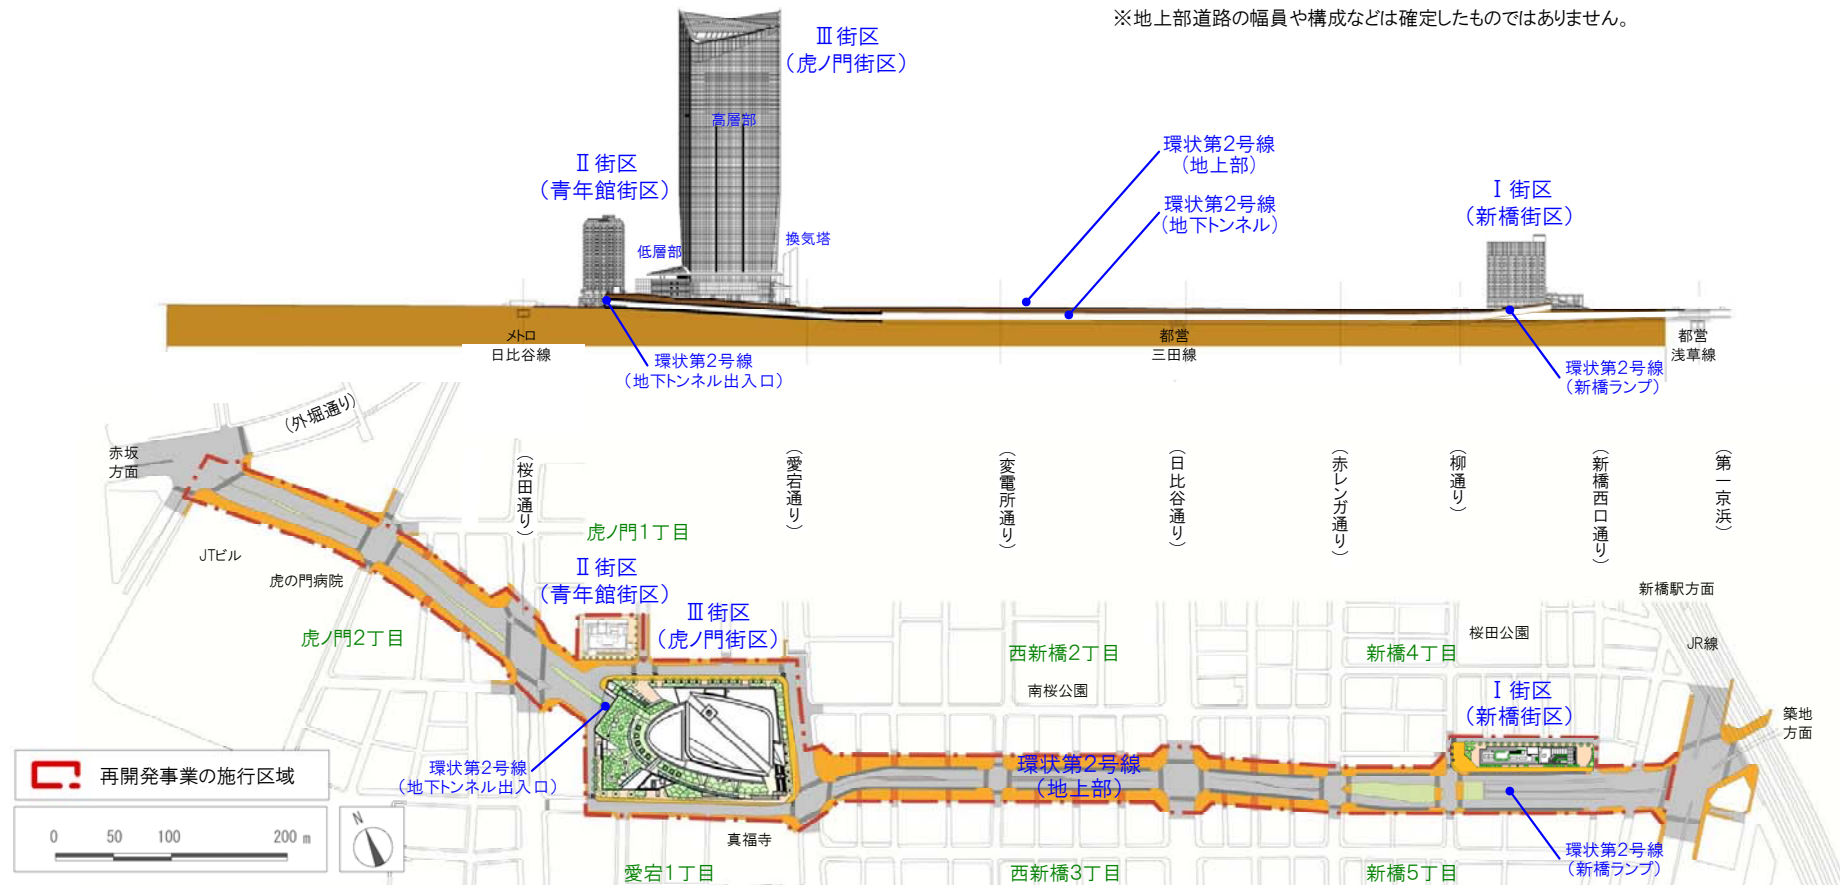 ※地上部道路の幅員や構成などは確定したものではありません。
Ⅲ街区
(虎ノ門街区)
高層部
Ⅱ街区
(青年館街区)
低層部
換気塔
環状第2号線
(地上部)
環状第2号線
(地下トンネル)
Ⅰ街区
(新橋街区)
メトロ
日比谷線
都営
三田線
都営
浅草線
環状第2号線
(地下トンネル出入口)
環状第2号線
(新橋ランプ)
(外堀通り)
赤坂
方面
(桜田通り)
(愛宕通り)
(変電所通り)
(日比谷通り)
(赤レンガ通り)
(柳通り)
(新橋西口通り)
(第一京浜)
虎ノ門1丁目
JTビル
虎の門病院
Ⅱ街区
(青年館街区)
Ⅲ街区
(虎ノ門街区)
虎ノ門2丁目
西新橋2丁目
南桜公園
新橋4丁目
桜田公園
新橋駅方面
JR線
Ⅰ街区
(新橋街区)
築地
方面
再開発事業の施行区域
環状第2号線
(地下トンネル出入口)
環状第2号線
(地上部)
0 50 100 200 m
N
真福寺
愛宕1丁目
西新橋3丁目
新橋5丁目
環状第2号線
(新橋ランプ)